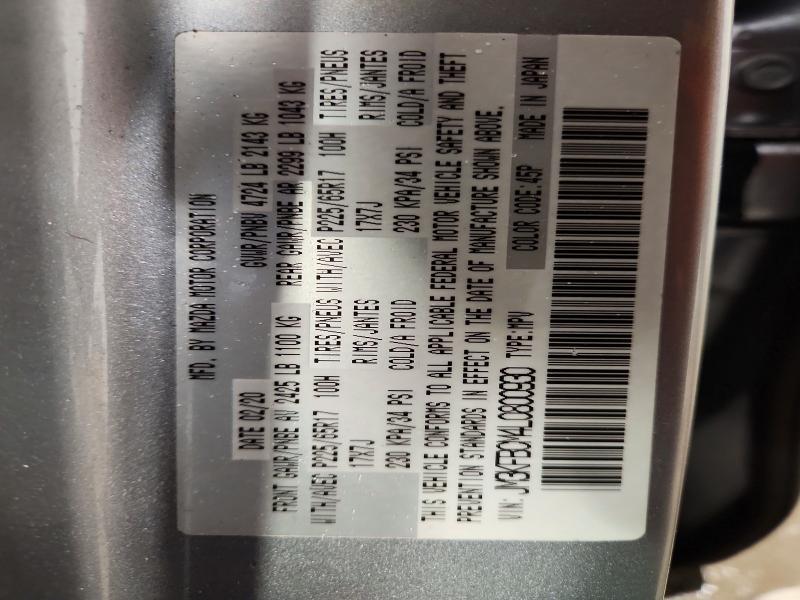 MFD. BY MAZDA MOTOR CORPORATION
DATE 02/20 GVWR/PNBV 4724 LB 2143 KG
FRONT GAWR/PNBE AV 2425 LB 1100 KG REAR GAWR/PNBE AR 2299 LB 1043 KG
WITH/AVEC P225/65R17 100H TIRES/PNEUS WITH/AVEC P225/65R17 100H TIRES/PNEUS
17X7J RIMS/JANTES 17X7J RIMS/JANTES
230 KPA/34 PSI COLD/A FROID 230 KPA/34 PSI COLD/A FROID
THIS VEHICLE CONFORMS TO ALL APPLICABLE FEDERAL MOTOR VEHICLE SAFETY AND THEFT
PREVENTION STANDARDS IN EFFECT ON THE DATE OF MANUFACTURE SHOWN ABOVE.
VIN: TYPE:MPV COLOR CODE:45P MADE IN JAPAN